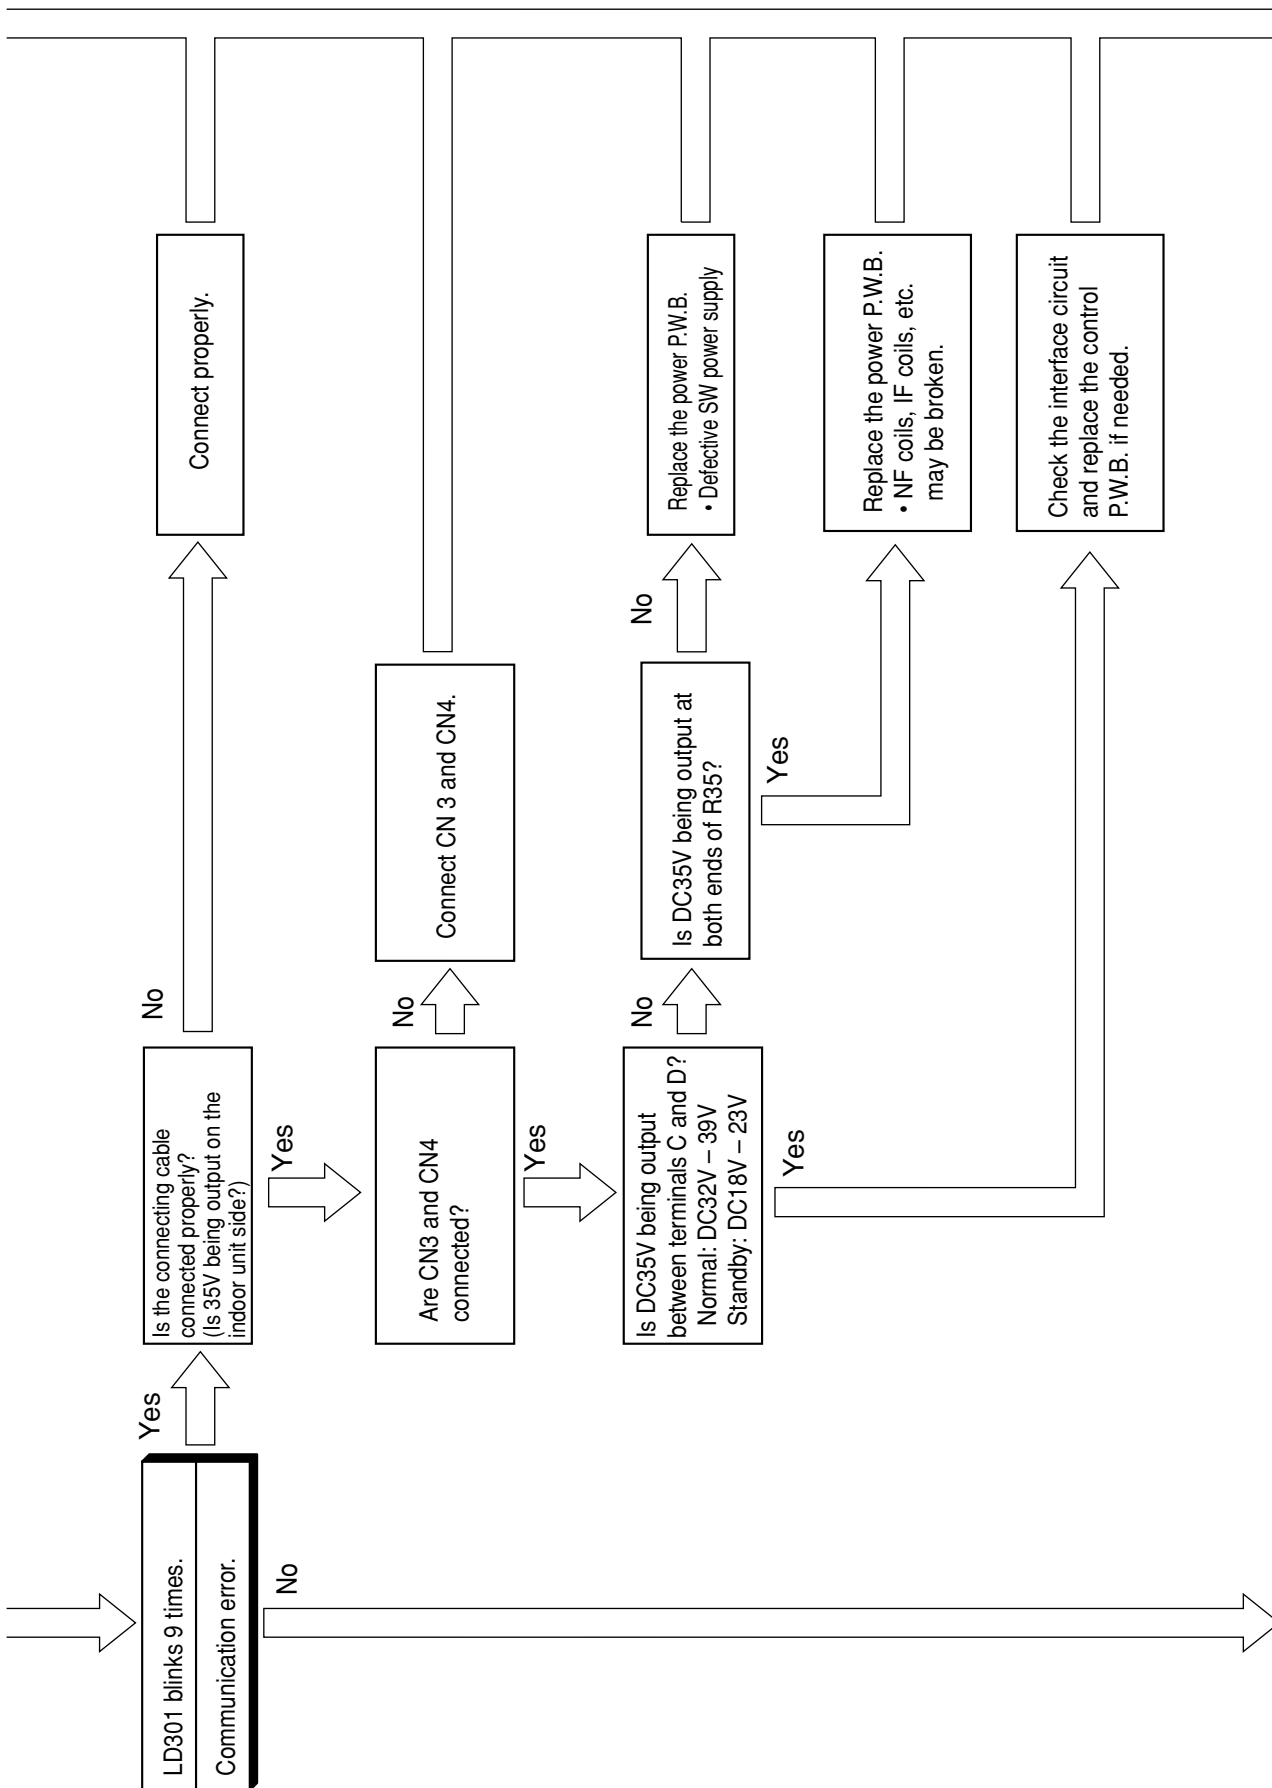 LD301 blinks 9 times.
Communication error.
Yes
No
Is the connecting cable
connected properly?
(Is 35V being output on the
indoor unit side?)
No
Connect properly.
Yes
Are CN3 and CN4
connected?
No
Connect CN 3 and CN4.
Yes
Is DC35V being output
between terminals C and D?
Normal: DC32V – 39V
Standby: DC18V – 23V
No
Is DC35V being output at
both ends of R35?
No
Replace the power P.W.B.
• Defective SW power supply
Yes
Replace the power P.W.B.
• NF coils, IF coils, etc.
may be broken.
Yes
Check the interface circuit
and replace the control
P.W.B. if needed.